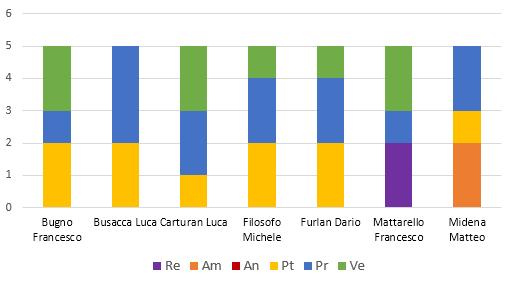 6
5
4
3
2
1
0
Bugno Francesco
Busacca Luca
Carturan Luca
Filosofo Michele
Furlan Dario
Mattarello Francesco
Midena Matteo
Re Am An Pt Pr Ve